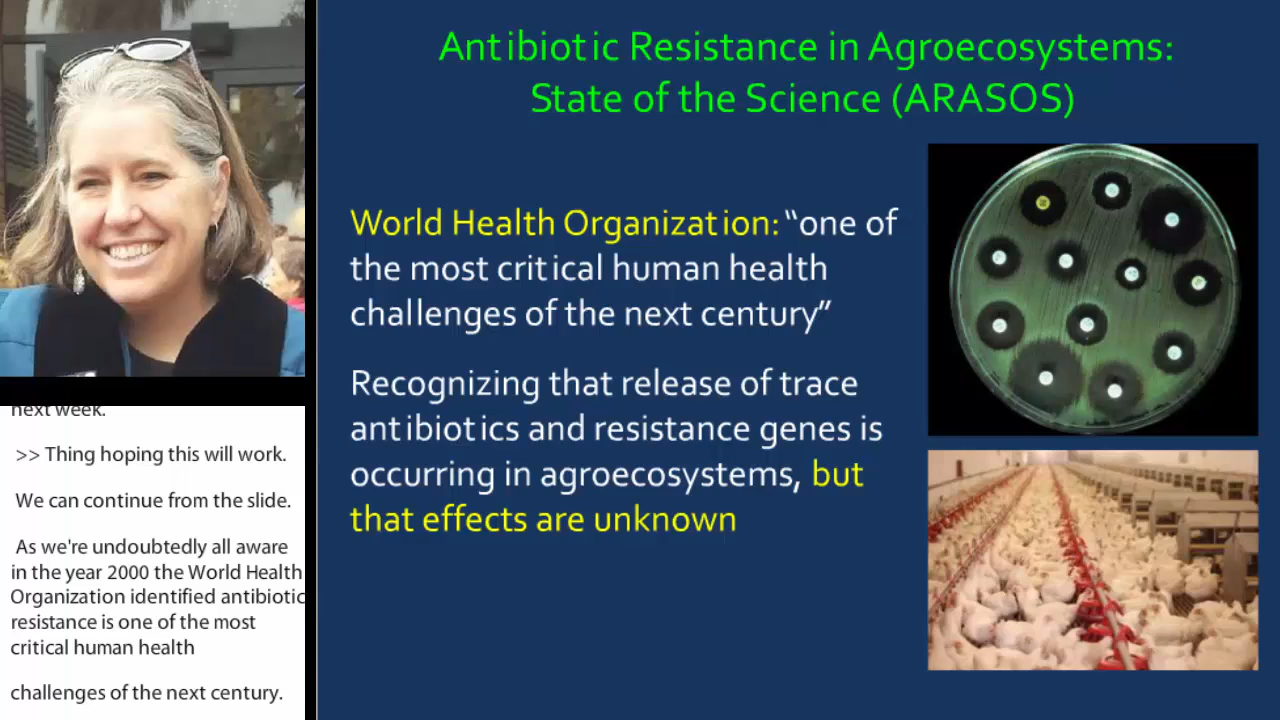 Antibiotic Resistance in Agroecosystems:
State of the Science (ARASOS)
World Health Organization: “one of
the most critical human health
challenges of the next century”
Recognizing that release of trace
antibiotics and resistance genes is
occurring in agroecosystems, but
that effects are unknown
next week.
>> Thing hoping this will work.
We can continue from the slide.
As we're undoubtedly all aware
in the year 2000 the World Health
Organization identified antibiotic
resistance is one of the most
critical human health
challenges of the next century.